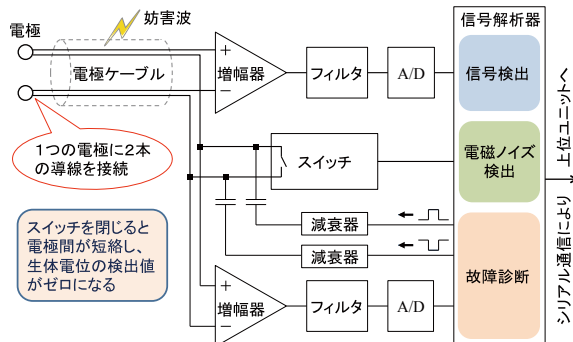 妨害波
電極
電極ケーブル
増幅器
+
−
フィルタ
A/D
信号解析器
信号検出
1つの電極に2本
の導線を接続
スイッチ
電磁ノイズ
検出
上位ユニットへ
シリアル通信により
減衰器
減衰器
故障診断
スイッチを閉じると
電極間が短絡し、
生体電位の検出値
がゼロになる
+
−
増幅器
フィルタ
A/D